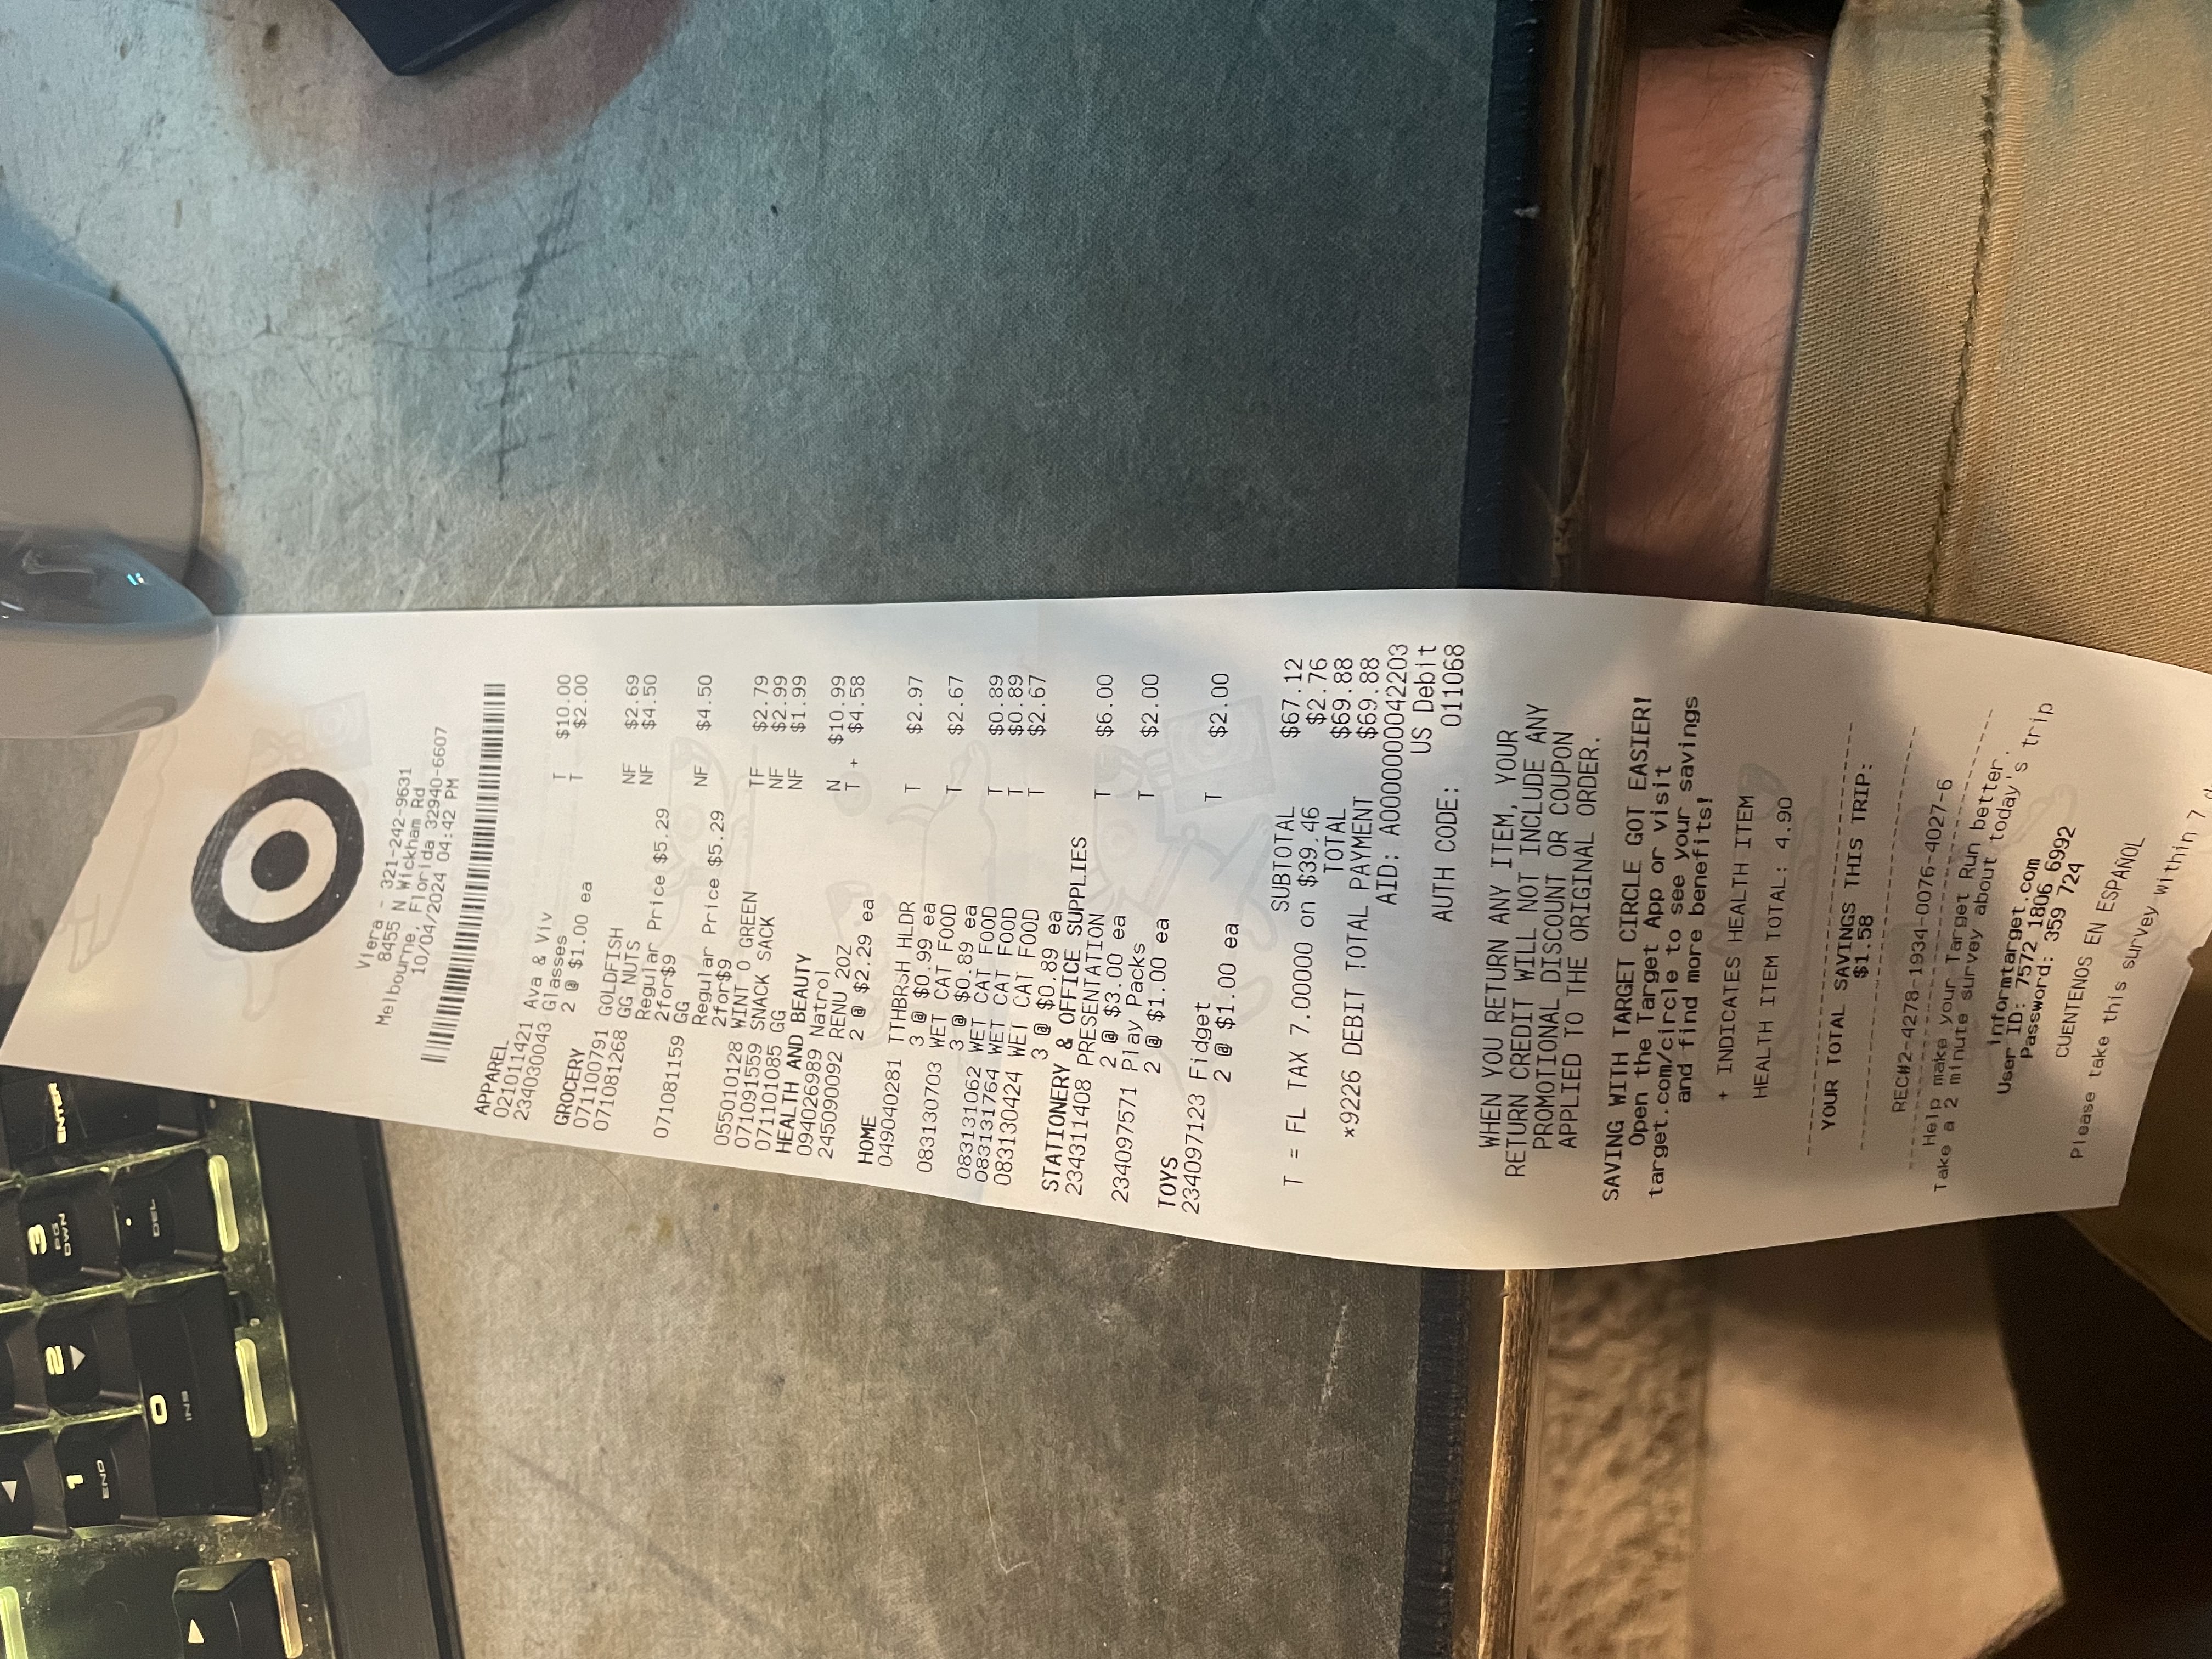 1
END
2
3
PG
DWN
ENTER
0
INS
.
DEL
Viera - 321-242-9631
8455 N Wickham Rd
Melbourne, Florida 32940-6607
10/04/2024 04:42 PM
APPAREL
021011421 Ava & Viv T $10.00
234030043 Glasses T $2.00
2 @ $1.00 ea
GROCERY
071100791 GOLDFISH NF $2.69
071081268 GG NUTS NF $4.50
Regular Price $5.29
2for$9
071081159 GG NF $4.50
Regular Price $5.29
2for$9
055010128 WINT O GREEN TF $2.79
071091559 SNACK SACK NF $2.99
071101085 GG NF $1.99
HEALTH AND BEAUTY
094026989 Natrol N $10.99
245090092 RENU 2OZ T + $4.58
2 @ $2.29 ea
HOME
049040281 TTHBRSH HLDR T $2.97
3 @ $0.99 ea
083130703 WET CAT FOOD T $2.67
3 @ $0.89 ea
083131062 WET CAT FOOD T $0.89
083131764 WET CAT FOOD T $0.89
083130424 WET CAT FOOD T $2.67
3 @ $0.89 ea
STATIONERY & OFFICE SUPPLIES
234311408 PRESENTATION T $6.00
2 @ $3.00 ea
234097571 Play Packs T $2.00
2 @ $1.00 ea
TOYS
234097123 Fidget T $2.00
2 @ $1.00 ea
SUBTOTAL $67.12
T = FL TAX 7.00000 on $39.46 $2.76
TOTAL $69.88
*9226 DEBIT TOTAL PAYMENT $69.88
AID: A0000000042203
US Debit
AUTH CODE: 011068
WHEN YOU RETURN ANY ITEM, YOUR
RETURN CREDIT WILL NOT INCLUDE ANY
PROMOTIONAL DISCOUNT OR COUPON
APPLIED TO THE ORIGINAL ORDER.
SAVING WITH TARGET CIRCLE GOT EASIER!
Open the Target App or visit
target.com/circle to see your savings
and find more benefits!
+ INDICATES HEALTH ITEM
HEALTH ITEM TOTAL: 4.90
YOUR TOTAL SAVINGS THIS TRIP:
$1.58
REC#2-4278-1934-0076-4027-6
Help make your Target Run better.
Take a 2 minute survey about today's trip
informtarget.com
User ID: 7572 1806 6992
Password: 359 724
CUENTENOS EN ESPAÑOL
Please take this survey within 7